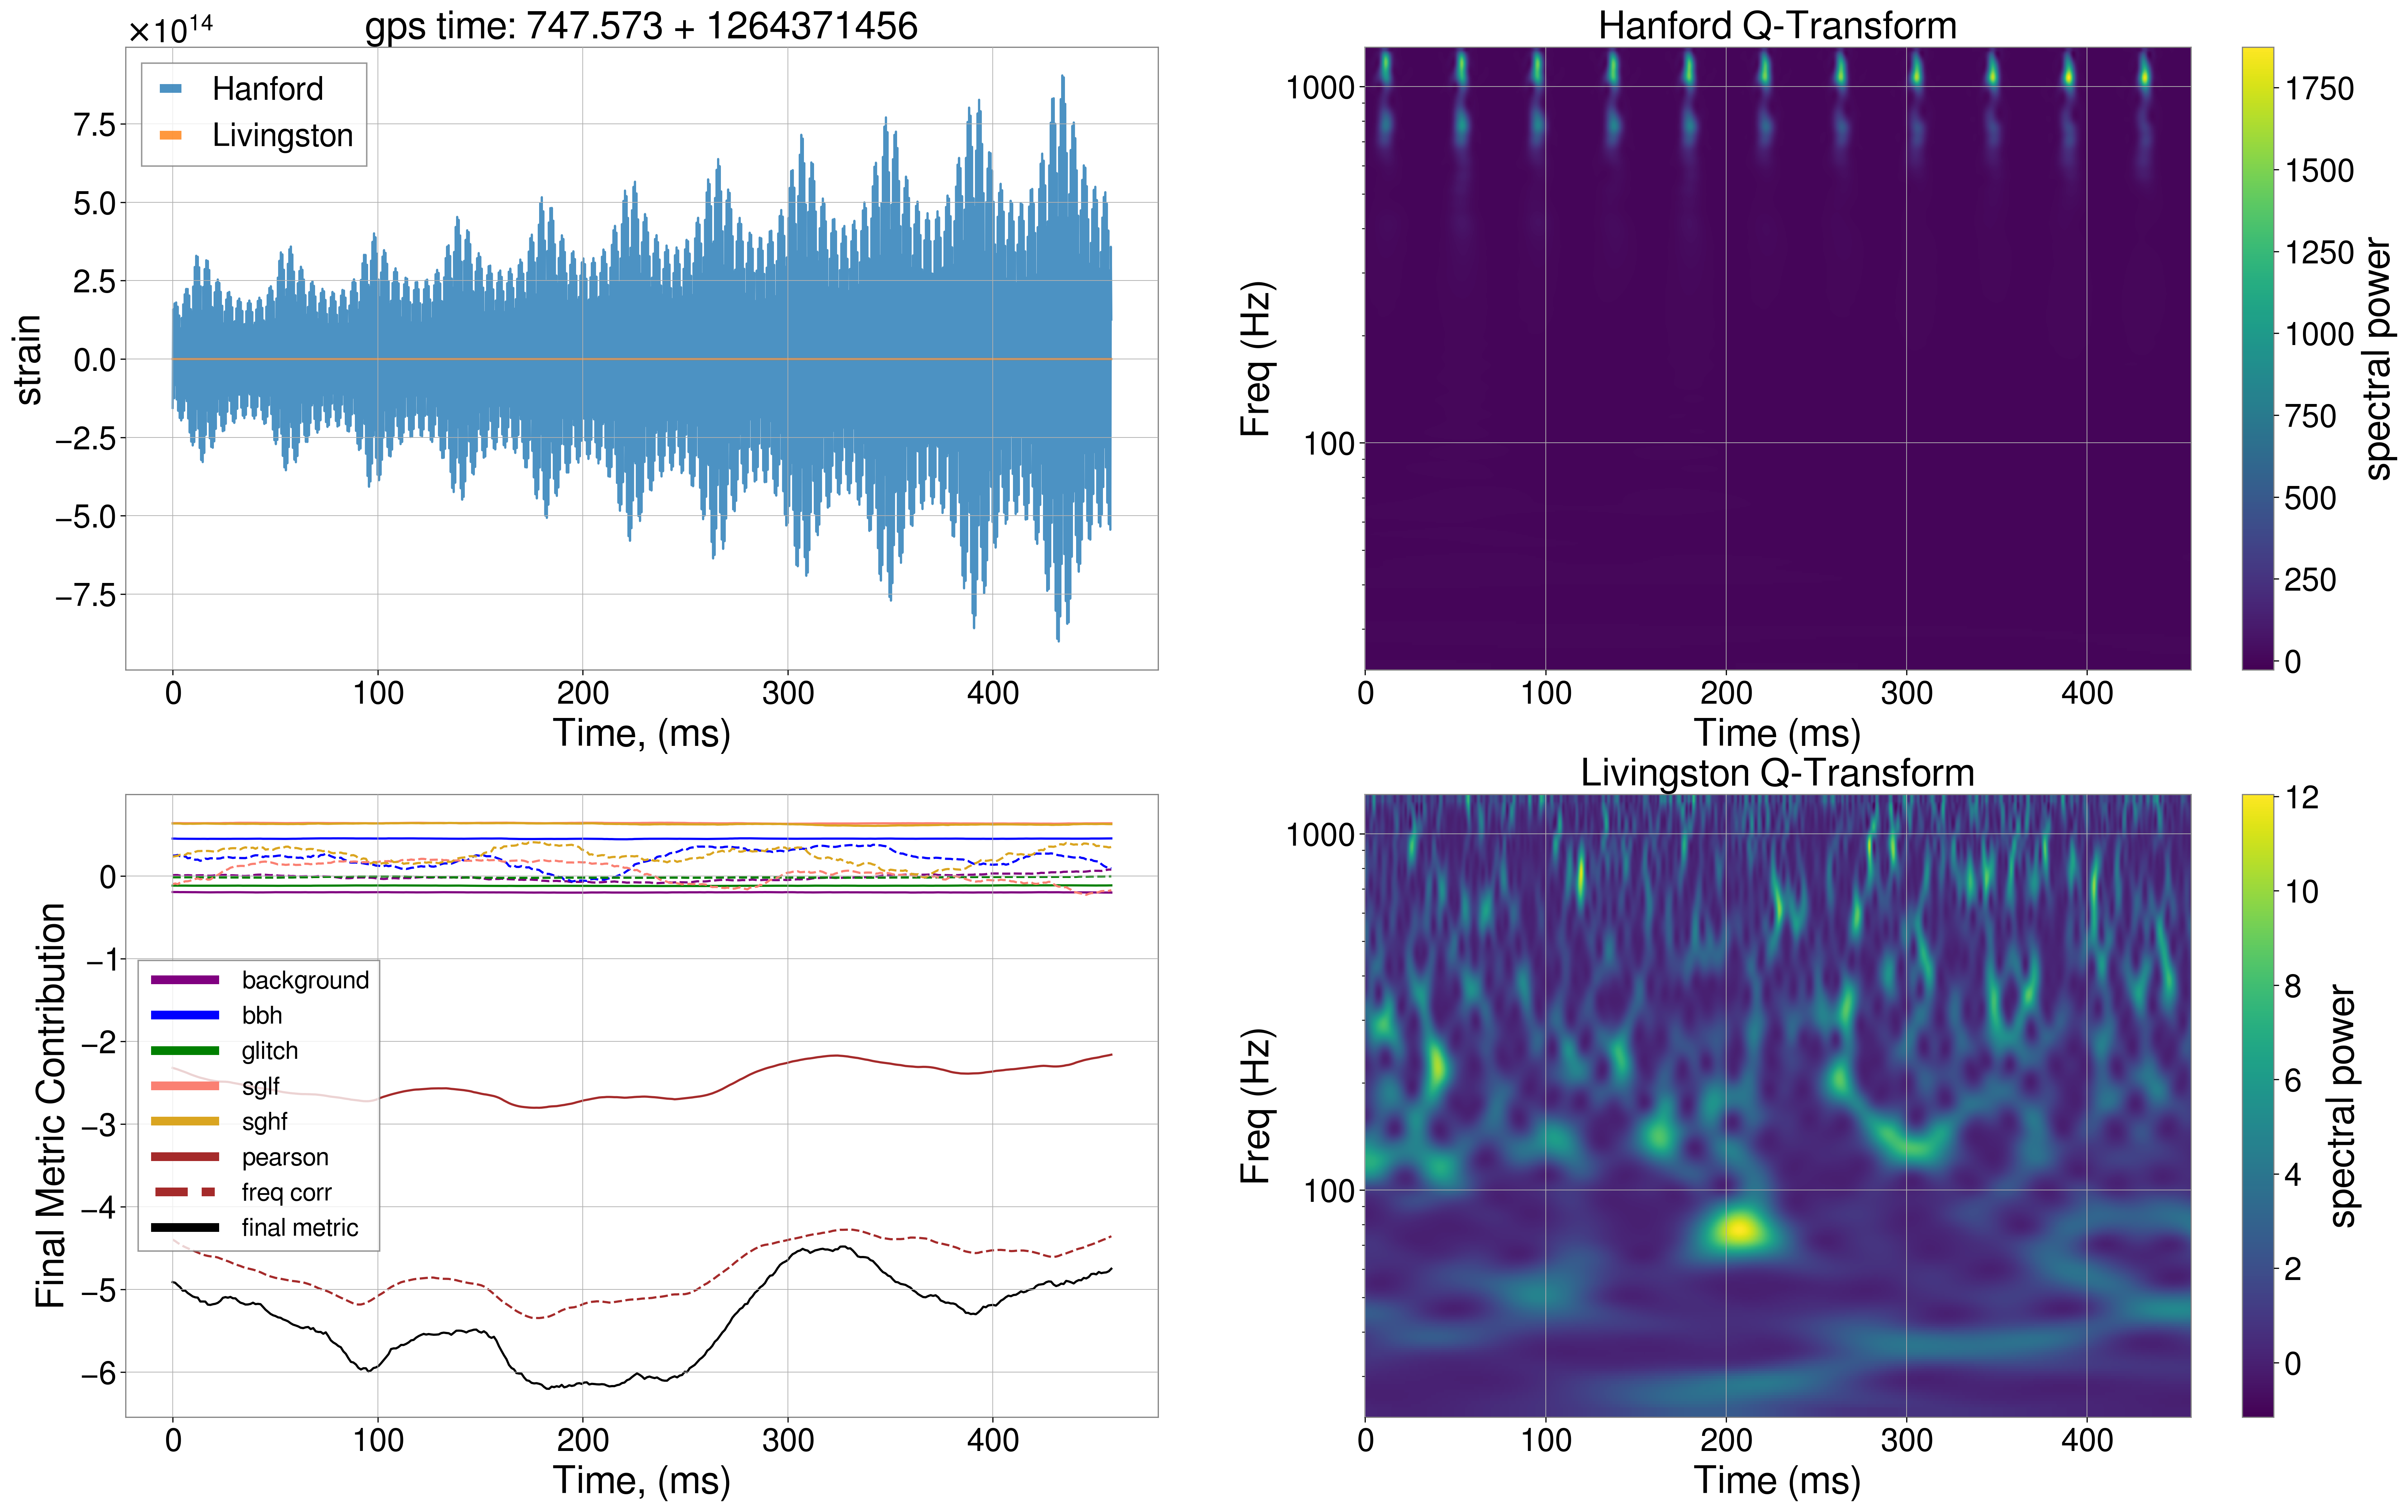 ×10¹⁴
gps time: 747.573 + 1264371456
Hanford
Livingston
7.5
5.0
2.5
0.0
−2.5
−5.0
−7.5
strain
0
100
200
300
400
Time, (ms)
Hanford Q-Transform
1000
100
Freq (Hz)
0
100
200
300
400
Time (ms)
1750
1500
1250
1000
750
500
250
0
spectral power
0
−1
−2
−3
−4
−5
−6
Final Metric Contribution
background
bbh
glitch
sglf
sghf
pearson
freq corr
final metric
0
100
200
300
400
Time, (ms)
Livingston Q-Transform
1000
100
Freq (Hz)
0
100
200
300
400
Time (ms)
12
10
8
6
4
2
0
spectral power